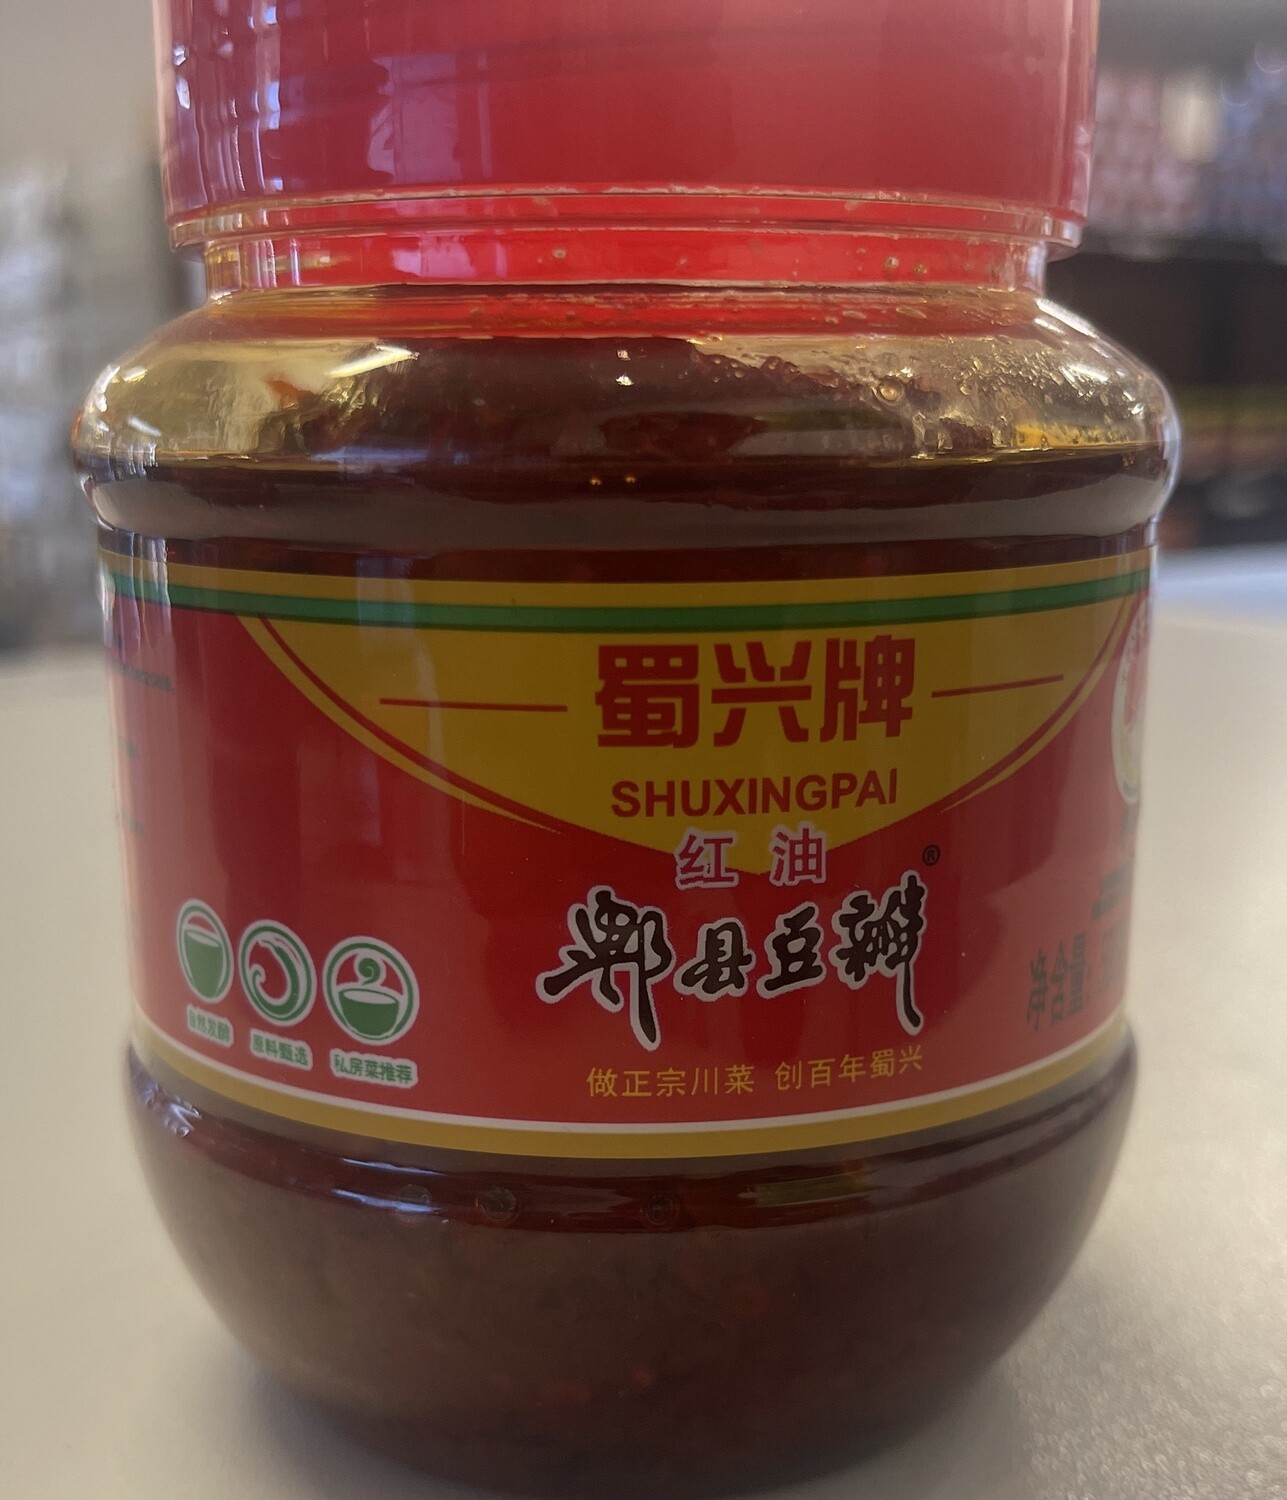 蜀兴牌
SHUXINGPAI
红油
郫县豆瓣®
自然发酵
原料甄选
私房菜推荐
做正宗川菜 创百年蜀兴
净含量